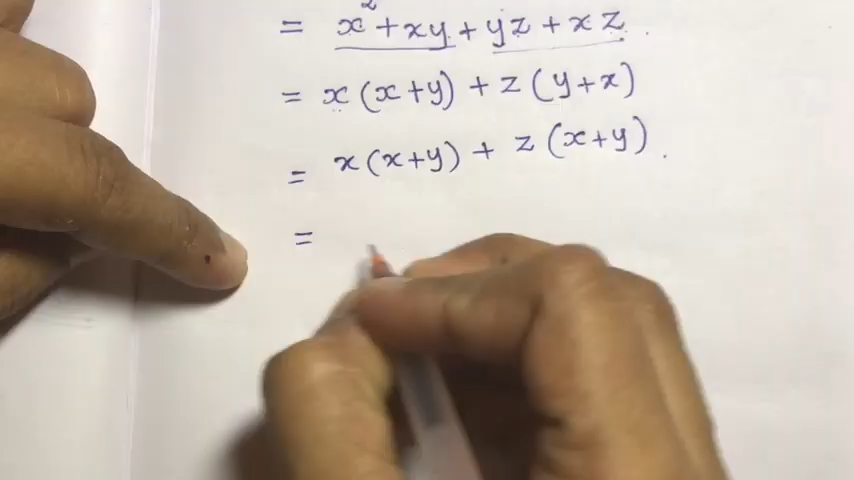 = x² + xy + yz + xz.
= x(x+y) + z(y+x)
= x(x+y) + z(x+y).
=